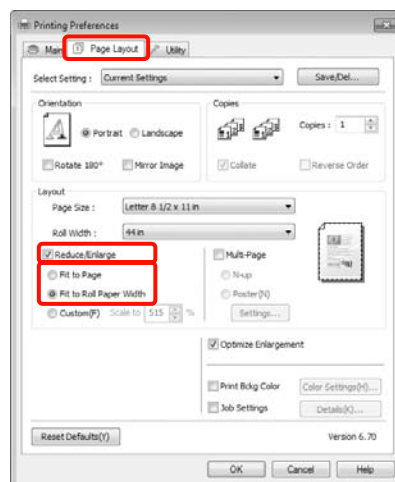 Printing Preferences
Main Page Layout Utility
Select Setting : Current Settings Save/Del...
Orientation Copies
Portrait Landscape Copies : 1
Rotate 180° Mirror Image Collate Reverse Order
Layout
Page Size : Letter 8 1/2 x 11 in
Roll Width : 44 in
Reduce/Enlarge Multi-Page
Fit to Page N-up
Fit to Roll Paper Width Poster(N)
Custom(F) Scale to 515 % Settings...
Optimize Enlargement
Print Bckg Color Color Settings(H)...
Job Settings Details(K)...
Reset Defaults(Y) Version 6.70
OK Cancel Help